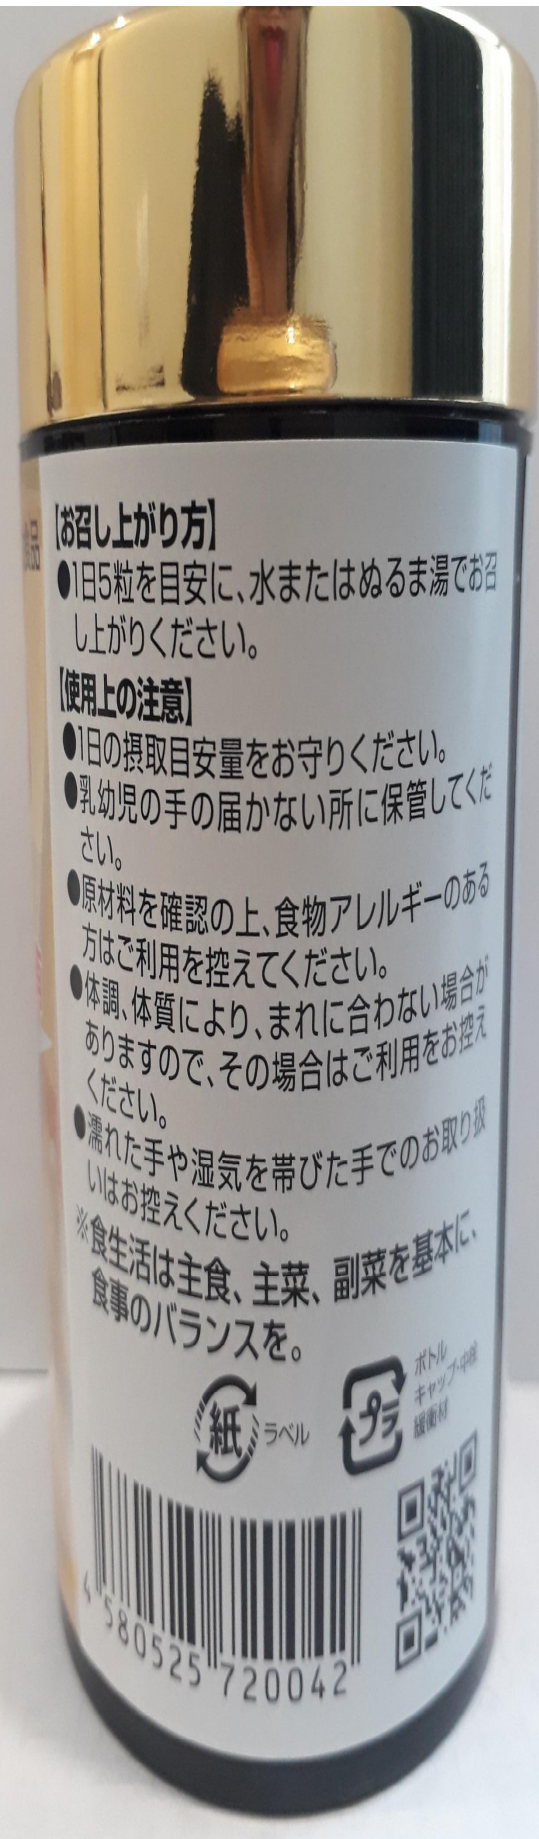 食品
【お召し上がり方】
●1日5粒を目安に、水またはぬるま湯でお召
し上がりください。
【使用上の注意】
●1日の摂取目安量をお守りください。
●乳幼児の手の届かない所に保管してくだ
さい。
●原材料を確認の上、食物アレルギーのある
方はご利用を控えてください。
●体調、体質により、まれに合わない場合が
ありますので、その場合はご利用をお控え
ください。
●濡れた手や湿気を帯びた手でのお取り扱
いはお控えください。
※食生活は主食、主菜、副菜を基本に、
食事のバランスを。
紙 ラベル
プラ ボトル
キャップ・中栓
緩衝材
4 580525 720042